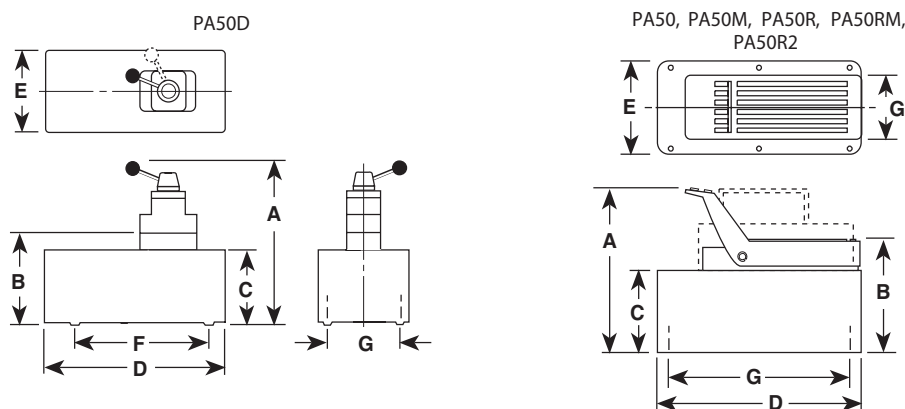 PA50D
PA50, PA50M, PA50R, PA50RM,
PA50R2
E
E
G
A
B
C
F
D
G
A
C
B
G
D